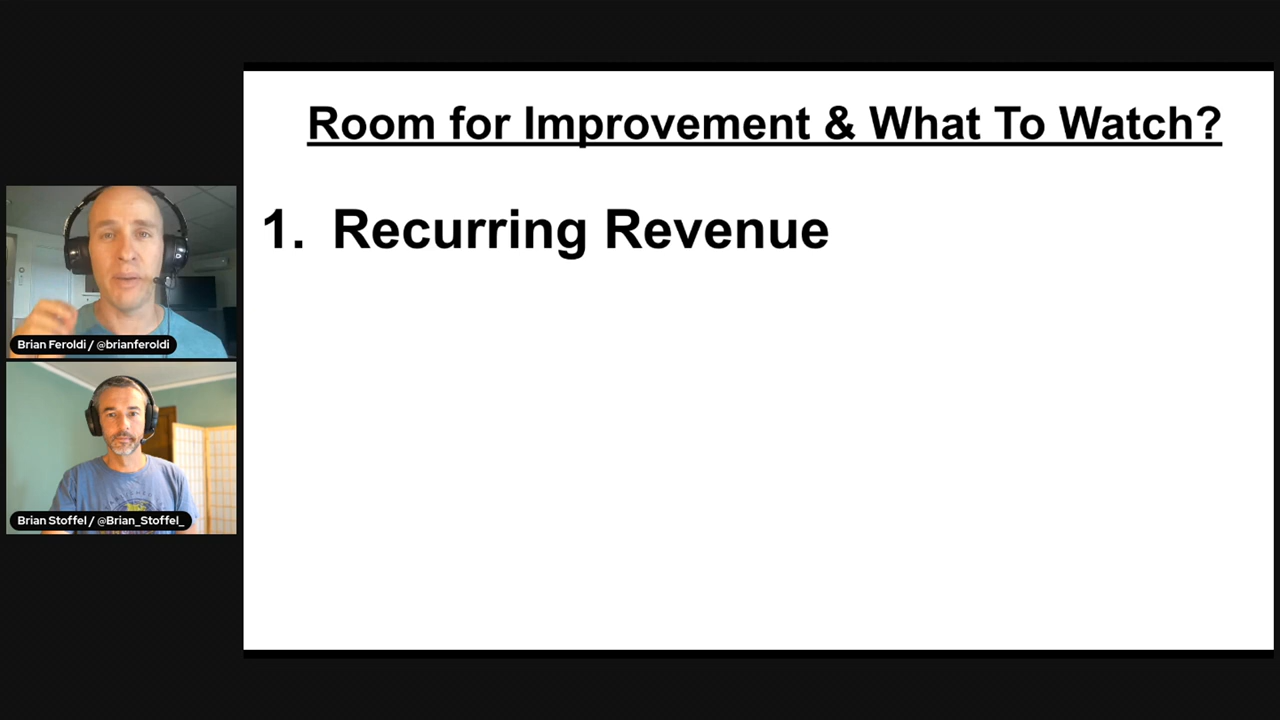 Room for Improvement & What To Watch?
1. Recurring Revenue
Brian Feroldi / @brianferoldi
Brian Stoffel / @Brian_Stoffel_